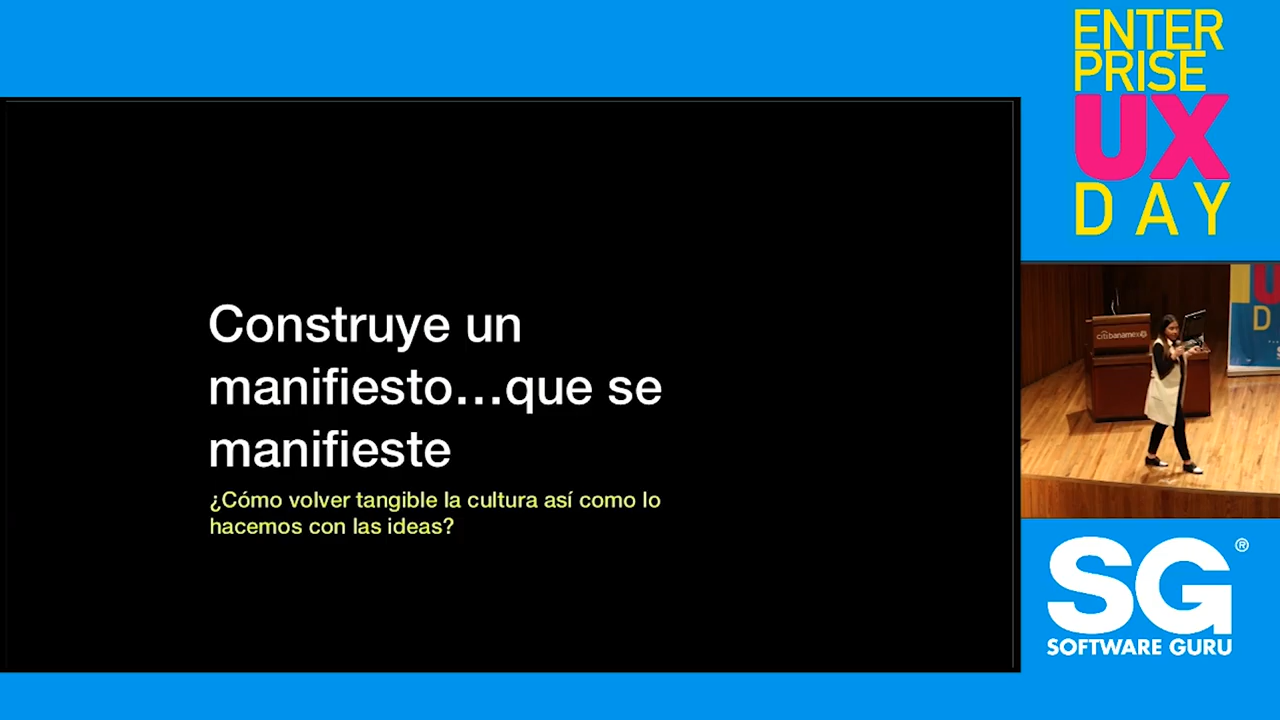 Construye un
manifiesto...que se
manifieste
¿Cómo volver tangible la cultura así como lo
hacemos con las ideas?
ENTER
PRISE
UX
DAY
citibanamex
U
D
SG®
SOFTWARE GURU